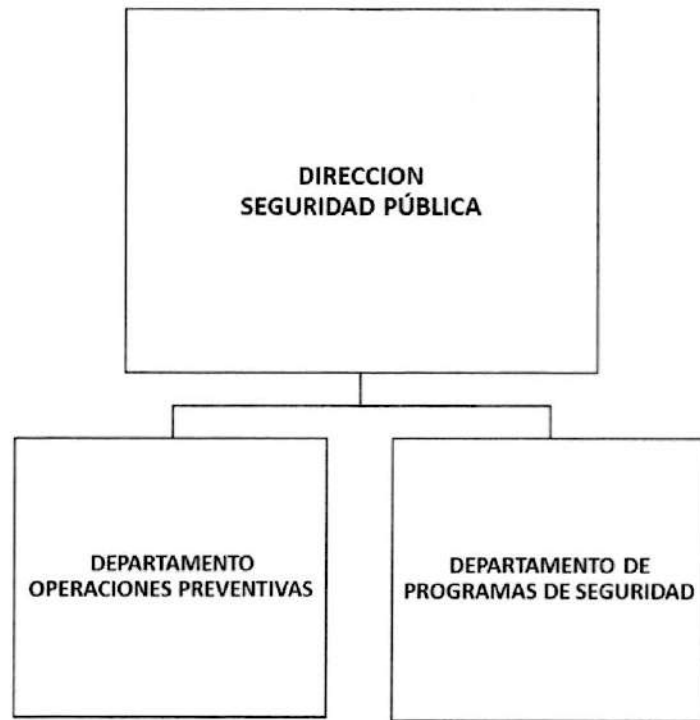 DIRECCION
SEGURIDAD PÚBLICA
DEPARTAMENTO
OPERACIONES PREVENTIVAS
DEPARTAMENTO DE
PROGRAMAS DE SEGURIDAD